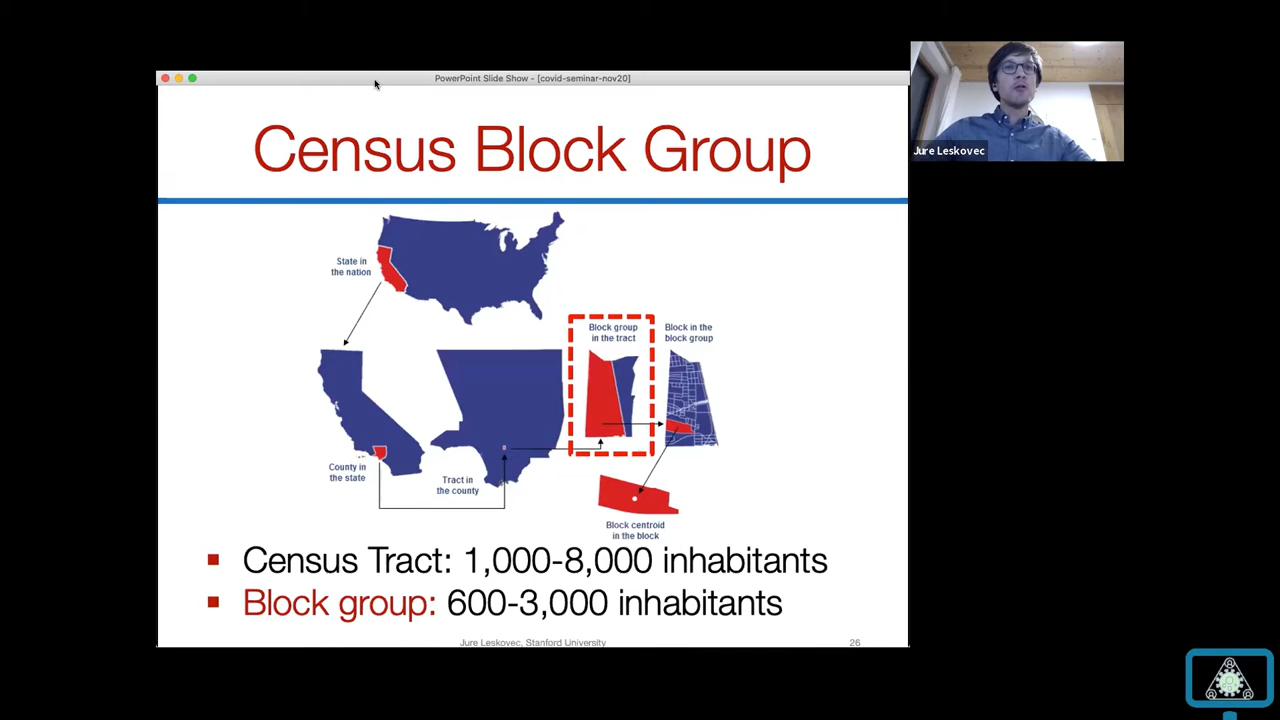 PowerPoint Slide Show - [covid-seminar-nov20]
Jure Leskovec
Census Block Group
State in
the nation
Block group
in the tract
Block in the
block group
County in
the state
Tract in
the county
Block centroid
in the block
▪ Census Tract: 1,000-8,000 inhabitants
▪ Block group: 600-3,000 inhabitants
Jure Leskovec, Stanford University
26